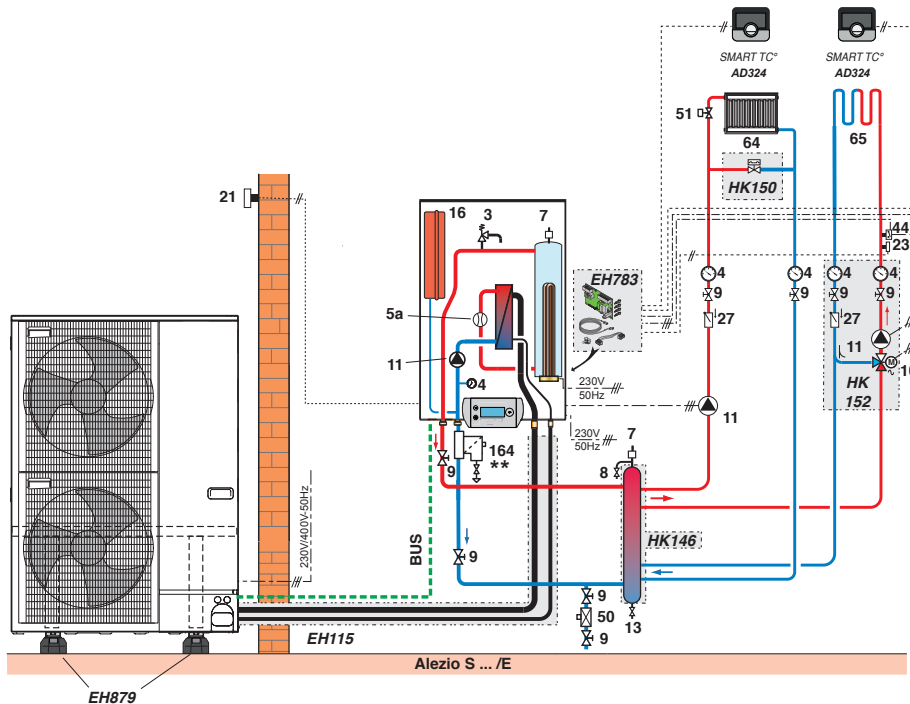 SMART TC°
AD324
SMART TC°
AD324
51
64
65
HK150
21
16
3
7
EH783
44
23
4
4
4
4
9
9
9
9
5a
27
27
11
11
4
M
HK
152
230V
50Hz
11
230V
50Hz
7
164
**
9
8
230V/400V-50Hz
BUS
9
HK146
9
50
13
9
EH115
Alezio S ... /E
EH879